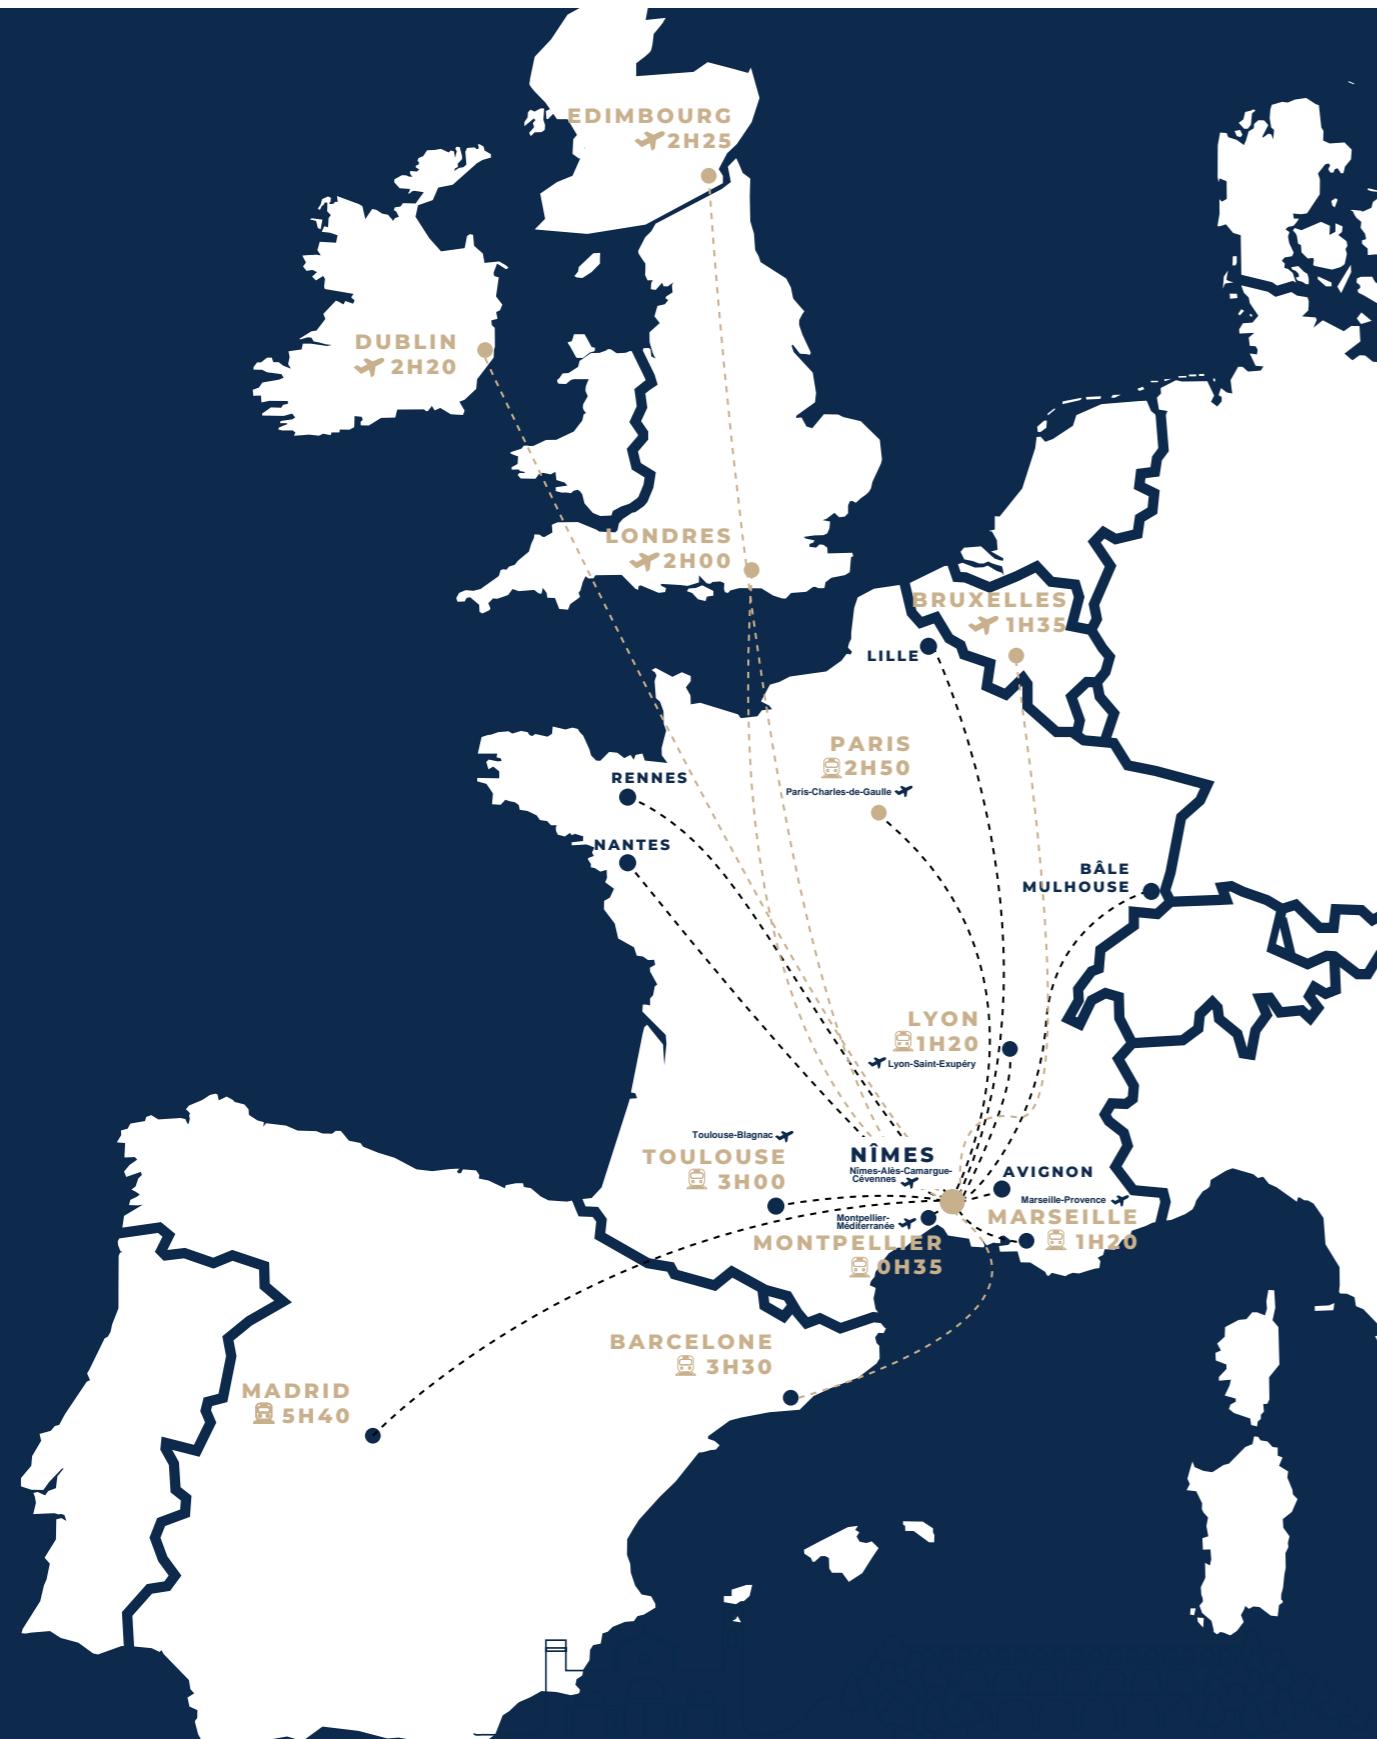 EDIMBOURG
2H25
DUBLIN
2H20
LONDRES
2H00
BRUXELLES
1H35
LILLE
PARIS
2H50
Paris-Charles-de-Gaulle
RENNES
NANTES
BÂLE
MULHOUSE
LYON
1H20
Lyon-Saint-Exupéry
Toulouse-Blagnac
TOULOUSE
3H00
NÎMES
Nîmes-Alès-Camargue-
Cévennes
AVIGNON
Marseille-Provence
MARSEILLE
1H20
Montpellier-
Méditerranée
MONTPELLIER
0H35
BARCELONE
3H30
MADRID
5H40